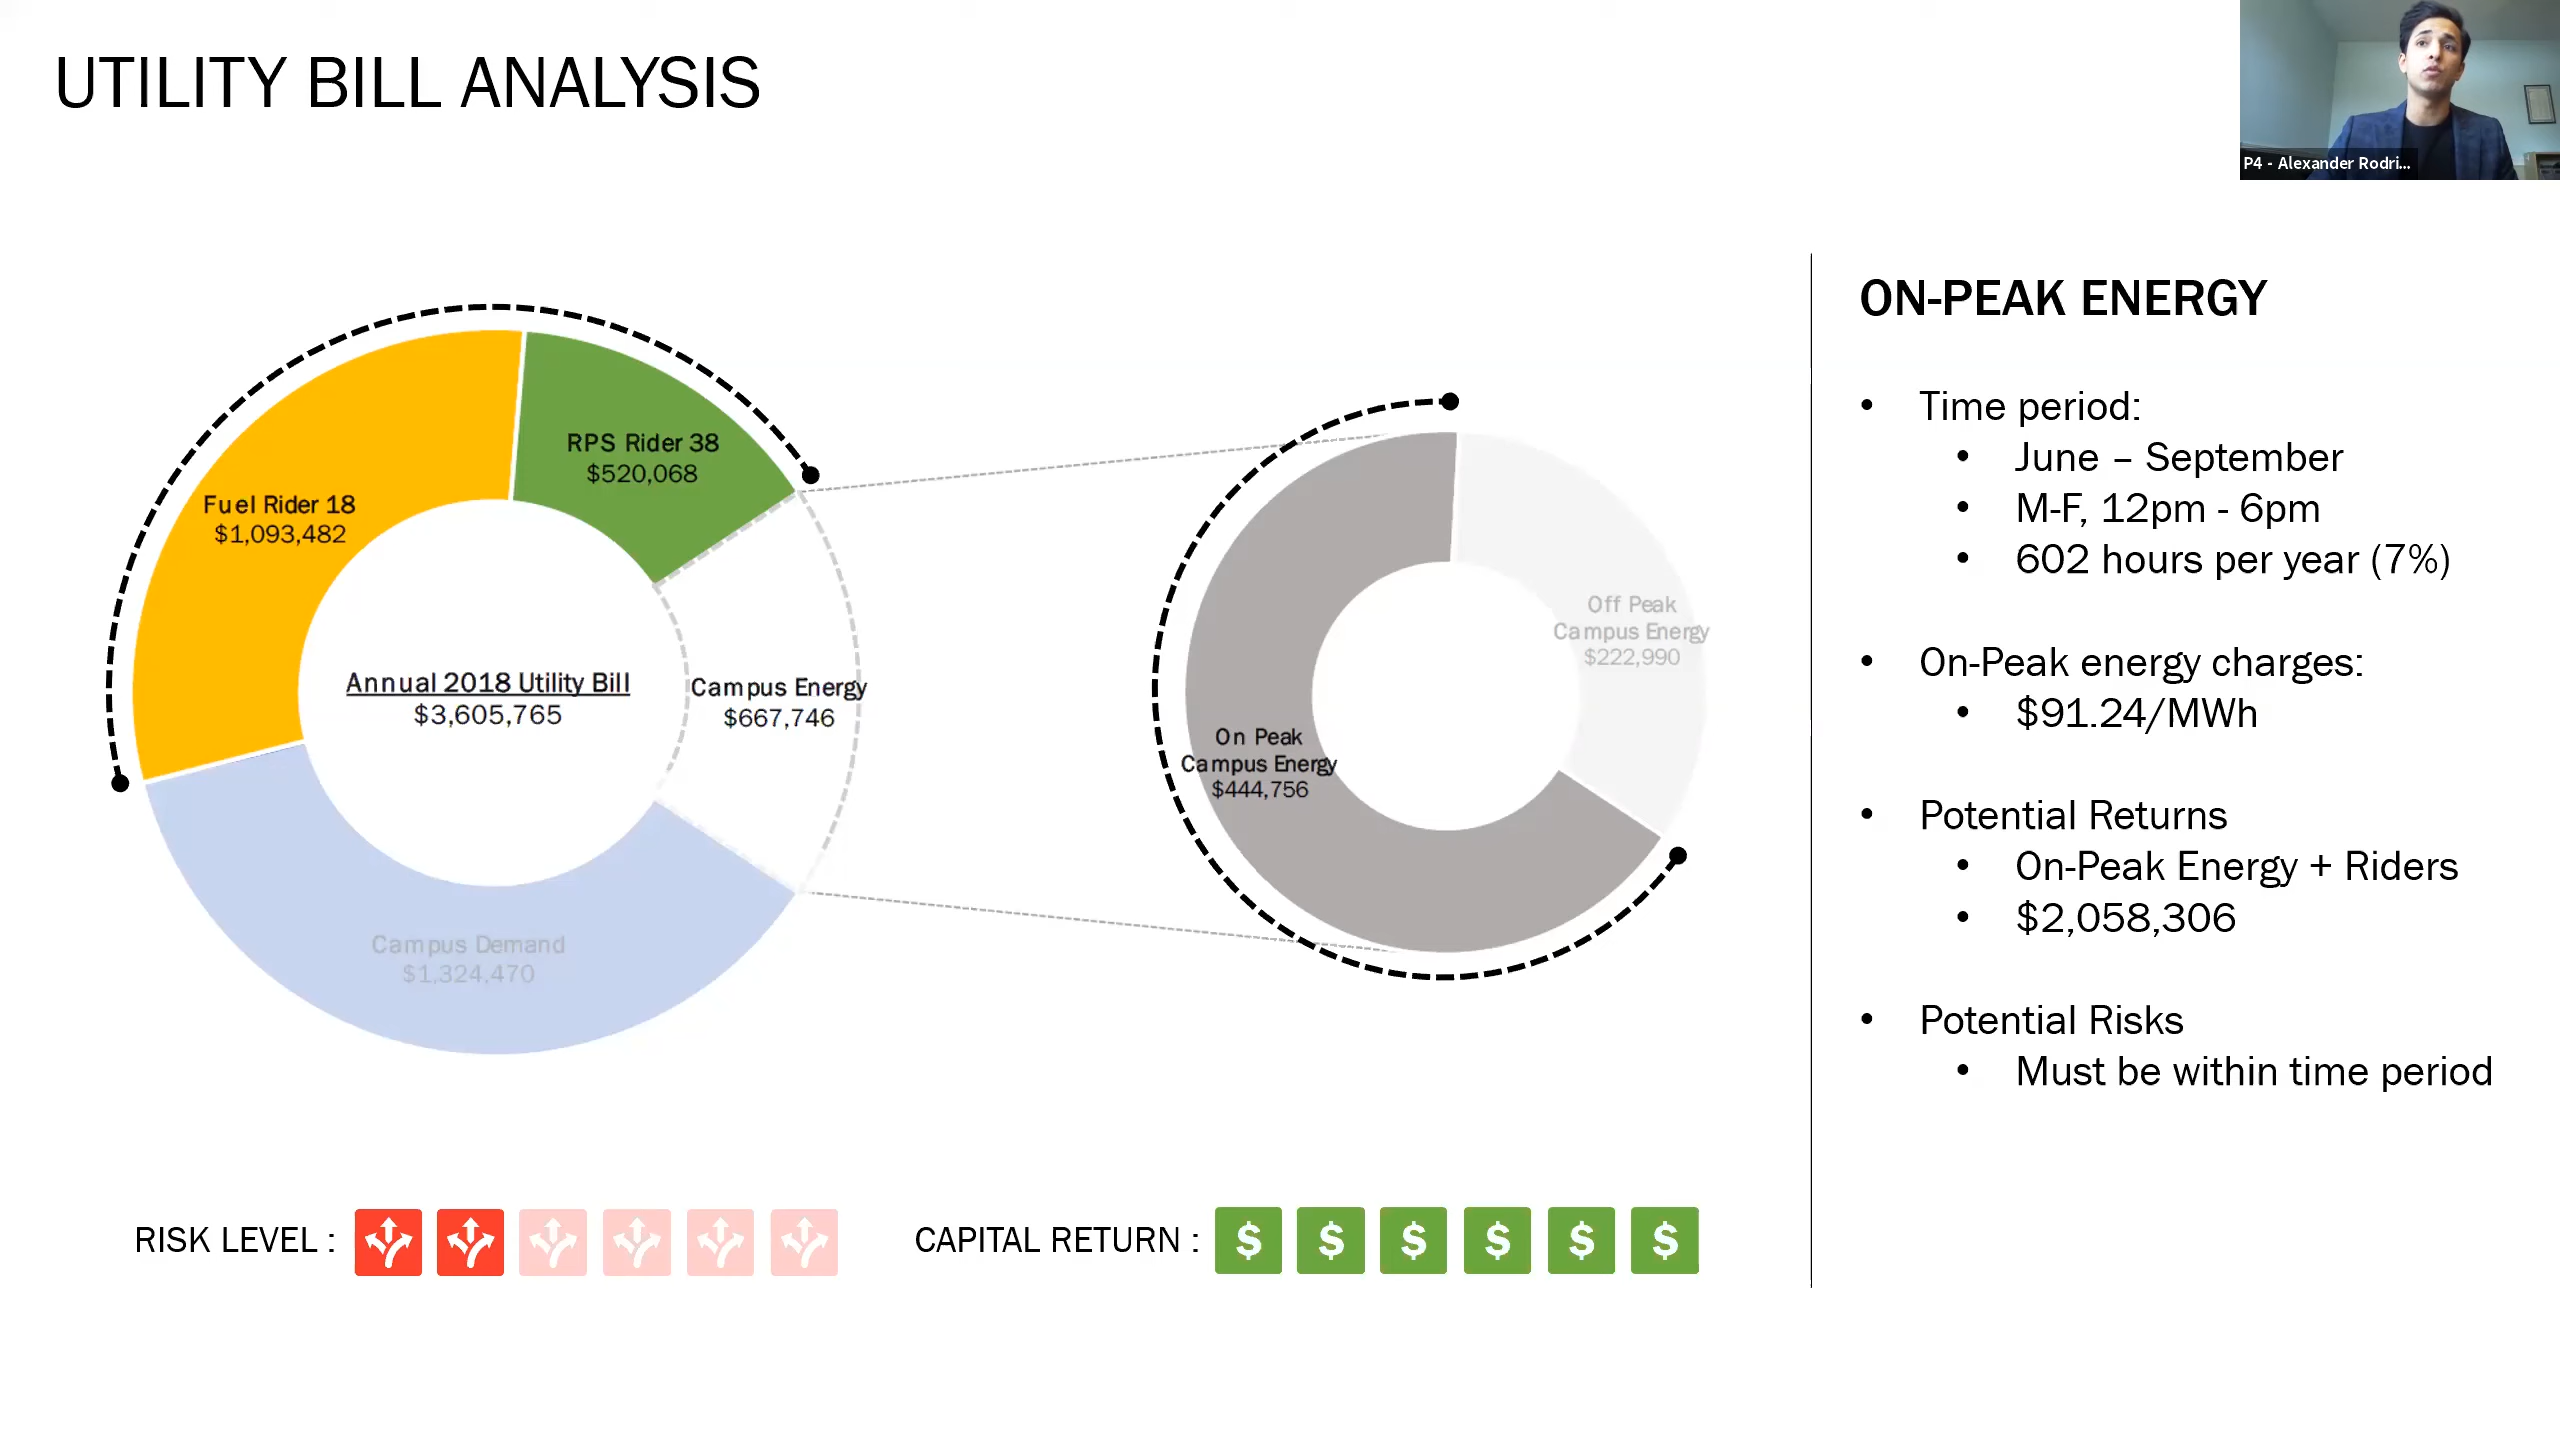 UTILITY BILL ANALYSIS
P4 - Alexander Rodri...
RPS Rider 38
$520,068
Fuel Rider 18
$1,093,482
Annual 2018 Utility Bill
$3,605,765
Campus Energy
$667,746
Campus Demand
$1,324,470
Off Peak
Campus Energy
$222,990
On Peak
Campus Energy
$444,756
RISK LEVEL :
CAPITAL RETURN :
$ $ $ $ $ $
ON-PEAK ENERGY
• Time period:
• June – September
• M-F, 12pm - 6pm
• 602 hours per year (7%)
• On-Peak energy charges:
• $91.24/MWh
• Potential Returns
• On-Peak Energy + Riders
• $2,058,306
• Potential Risks
• Must be within time period